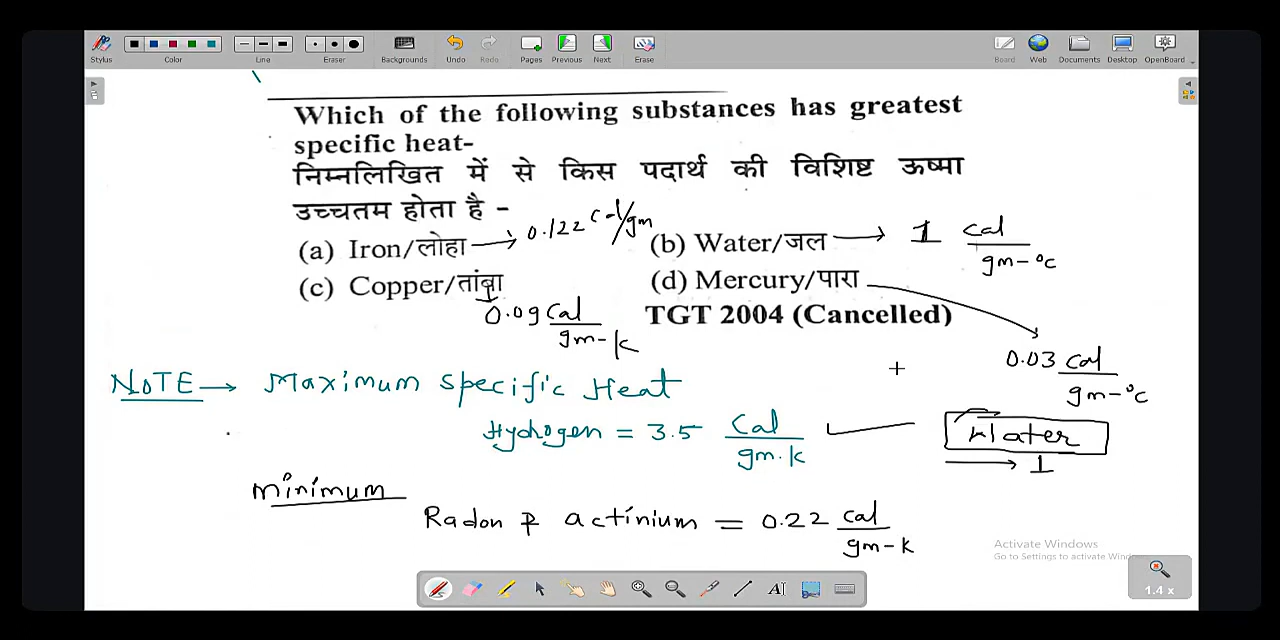 Stylus
Color
Line
Eraser
Backgrounds
Undo
Redo
Pages
Previous
Next
Erase
Board
Web
Documents
Desktop
OpenBoard
Which of the following substances has greatest
specific heat-
निम्नलिखित में से किस पदार्थ की विशिष्ट ऊष्मा
उच्चतम होता है -
(a) Iron/लोहा → 0.122 Cal/gm
(b) Water/जल → 1 Cal/gm-°C
(c) Copper/तांबा 0.09 Cal/gm-k
(d) Mercury/पारा → 0.03 Cal/gm-°C
TGT 2004 (Cancelled)
NOTE → Maximum Specific Heat
Hydrogen = 3.5 Cal/gm.k
Water
→ 1
minimum
Radon & actinium = 0.22 Cal/gm-k
Activate Windows
Go to Settings to activate Windo
1.4 x